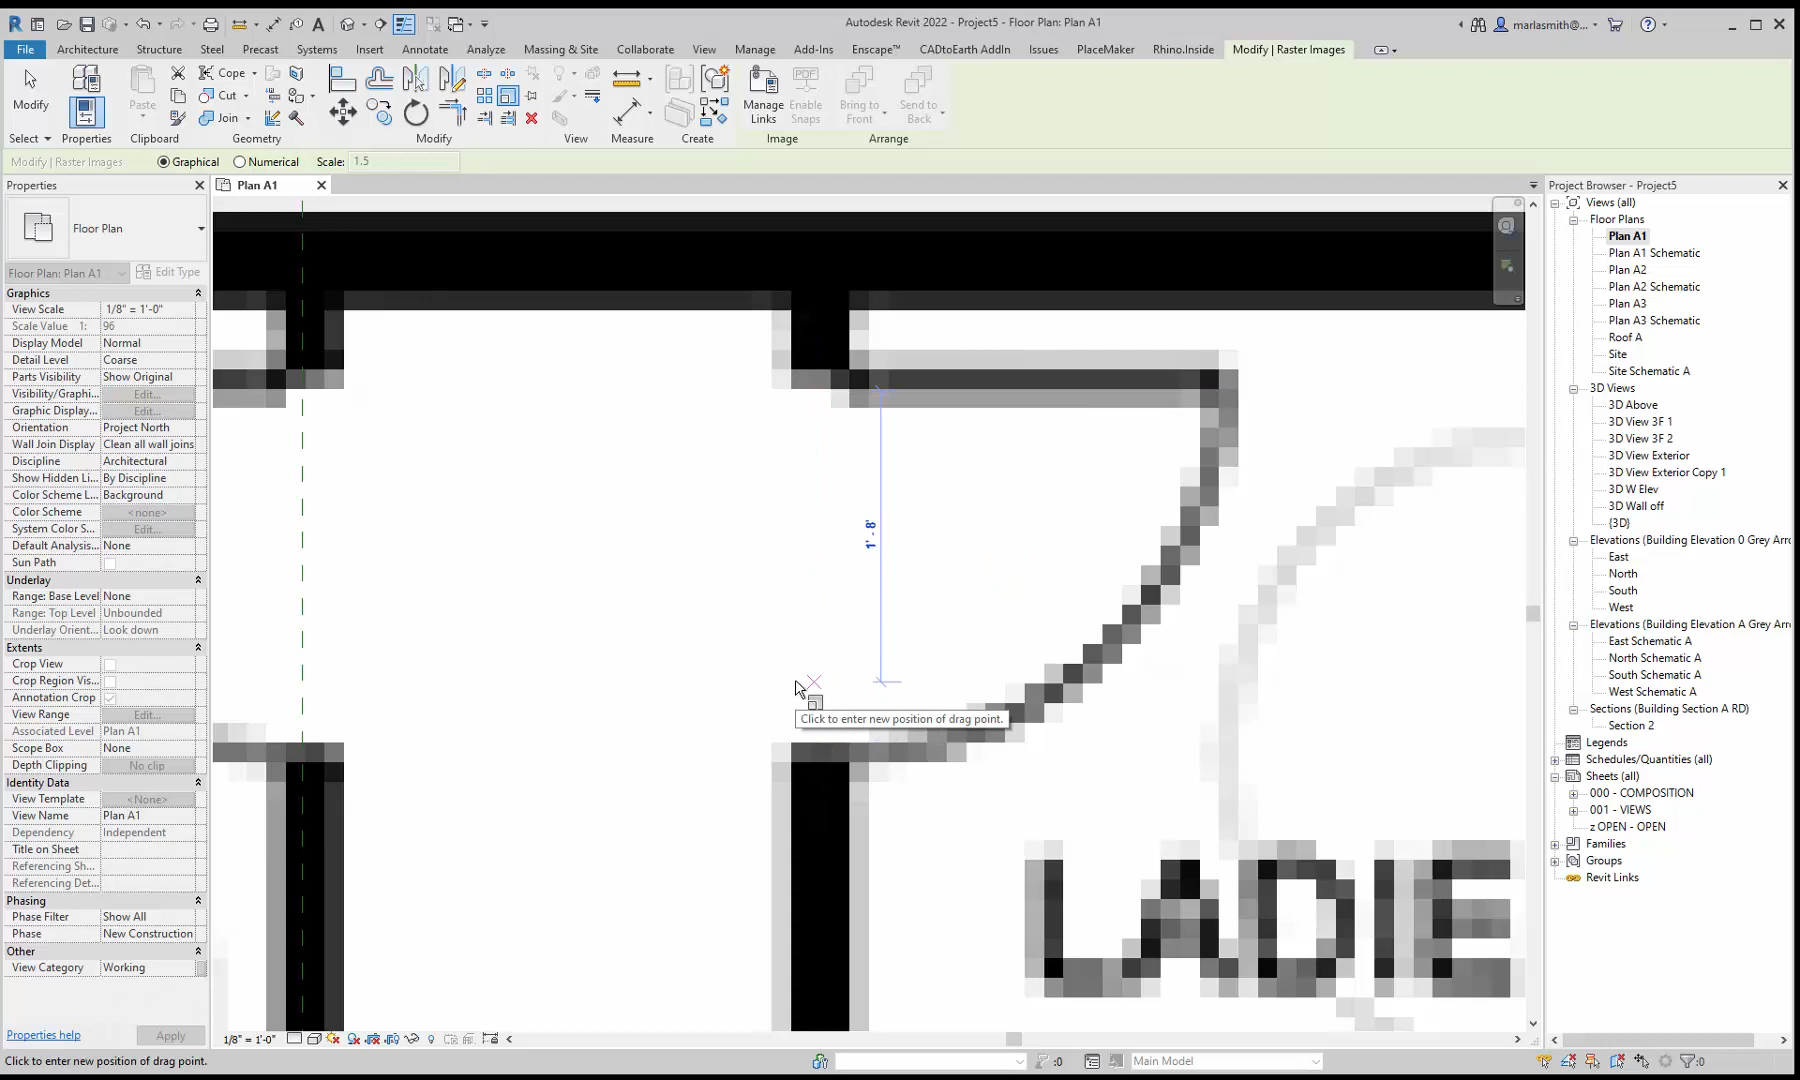 Autodesk Revit 2022 - Project5 - Floor Plan: Plan A1
marlasmith@...
File Architecture Structure Steel Precast Systems Insert Annotate Analyze Massing & Site Collaborate View Manage Add-Ins Enscape™ CADtoEarth AddIn Issues PlaceMaker Rhino.Inside Modify | Raster Images
Modify
Paste
Cope
Cut
Join
Manage Links
Enable Snaps
Bring to Front
Send to Back
Select Properties Clipboard Geometry Modify View Measure Create Image Arrange
Modify | Raster Images Graphical Numerical Scale: 1.5
Properties
Floor Plan
Floor Plan: Plan A1 Edit Type
Graphics
View Scale 1/8" = 1'-0"
Scale Value 1: 96
Display Model Normal
Detail Level Coarse
Parts Visibility Show Original
Visibility/Graphi... Edit...
Graphic Display... Edit...
Orientation Project North
Wall Join Display Clean all wall joins
Discipline Architectural
Show Hidden Li... By Discipline
Color Scheme L... Background
Color Scheme <none>
System Color S... Edit...
Default Analysis... None
Sun Path
Underlay
Range: Base Level None
Range: Top Level Unbounded
Underlay Orient... Look down
Extents
Crop View
Crop Region Vis...
Annotation Crop
View Range Edit...
Associated Level Plan A1
Scope Box None
Depth Clipping No clip
Identity Data
View Template <None>
View Name Plan A1
Dependency Independent
Title on Sheet
Referencing Sh...
Referencing Det...
Phasing
Phase Filter Show All
Phase New Construction
Other
View Category Working
Properties help Apply
Plan A1
1' - 8"
Click to enter new position of drag point.
LADIE
Project Browser - Project5
Views (all)
Floor Plans
Plan A1
Plan A1 Schematic
Plan A2
Plan A2 Schematic
Plan A3
Plan A3 Schematic
Roof A
Site
Site Schematic A
3D Views
3D Above
3D View 3F 1
3D View 3F 2
3D View Exterior
3D View Exterior Copy 1
3D W Elev
3D Wall off
{3D}
Elevations (Building Elevation 0 Grey Arro
East
North
South
West
Elevations (Building Elevation A Grey Arro
East Schematic A
North Schematic A
South Schematic A
West Schematic A
Sections (Building Section A RD)
Section 2
Legends
Schedules/Quantities (all)
Sheets (all)
000 - COMPOSITION
001 - VIEWS
z OPEN - OPEN
Families
Groups
Revit Links
1/8" = 1'-0"
Click to enter new position of drag point.
:0
Main Model
:0